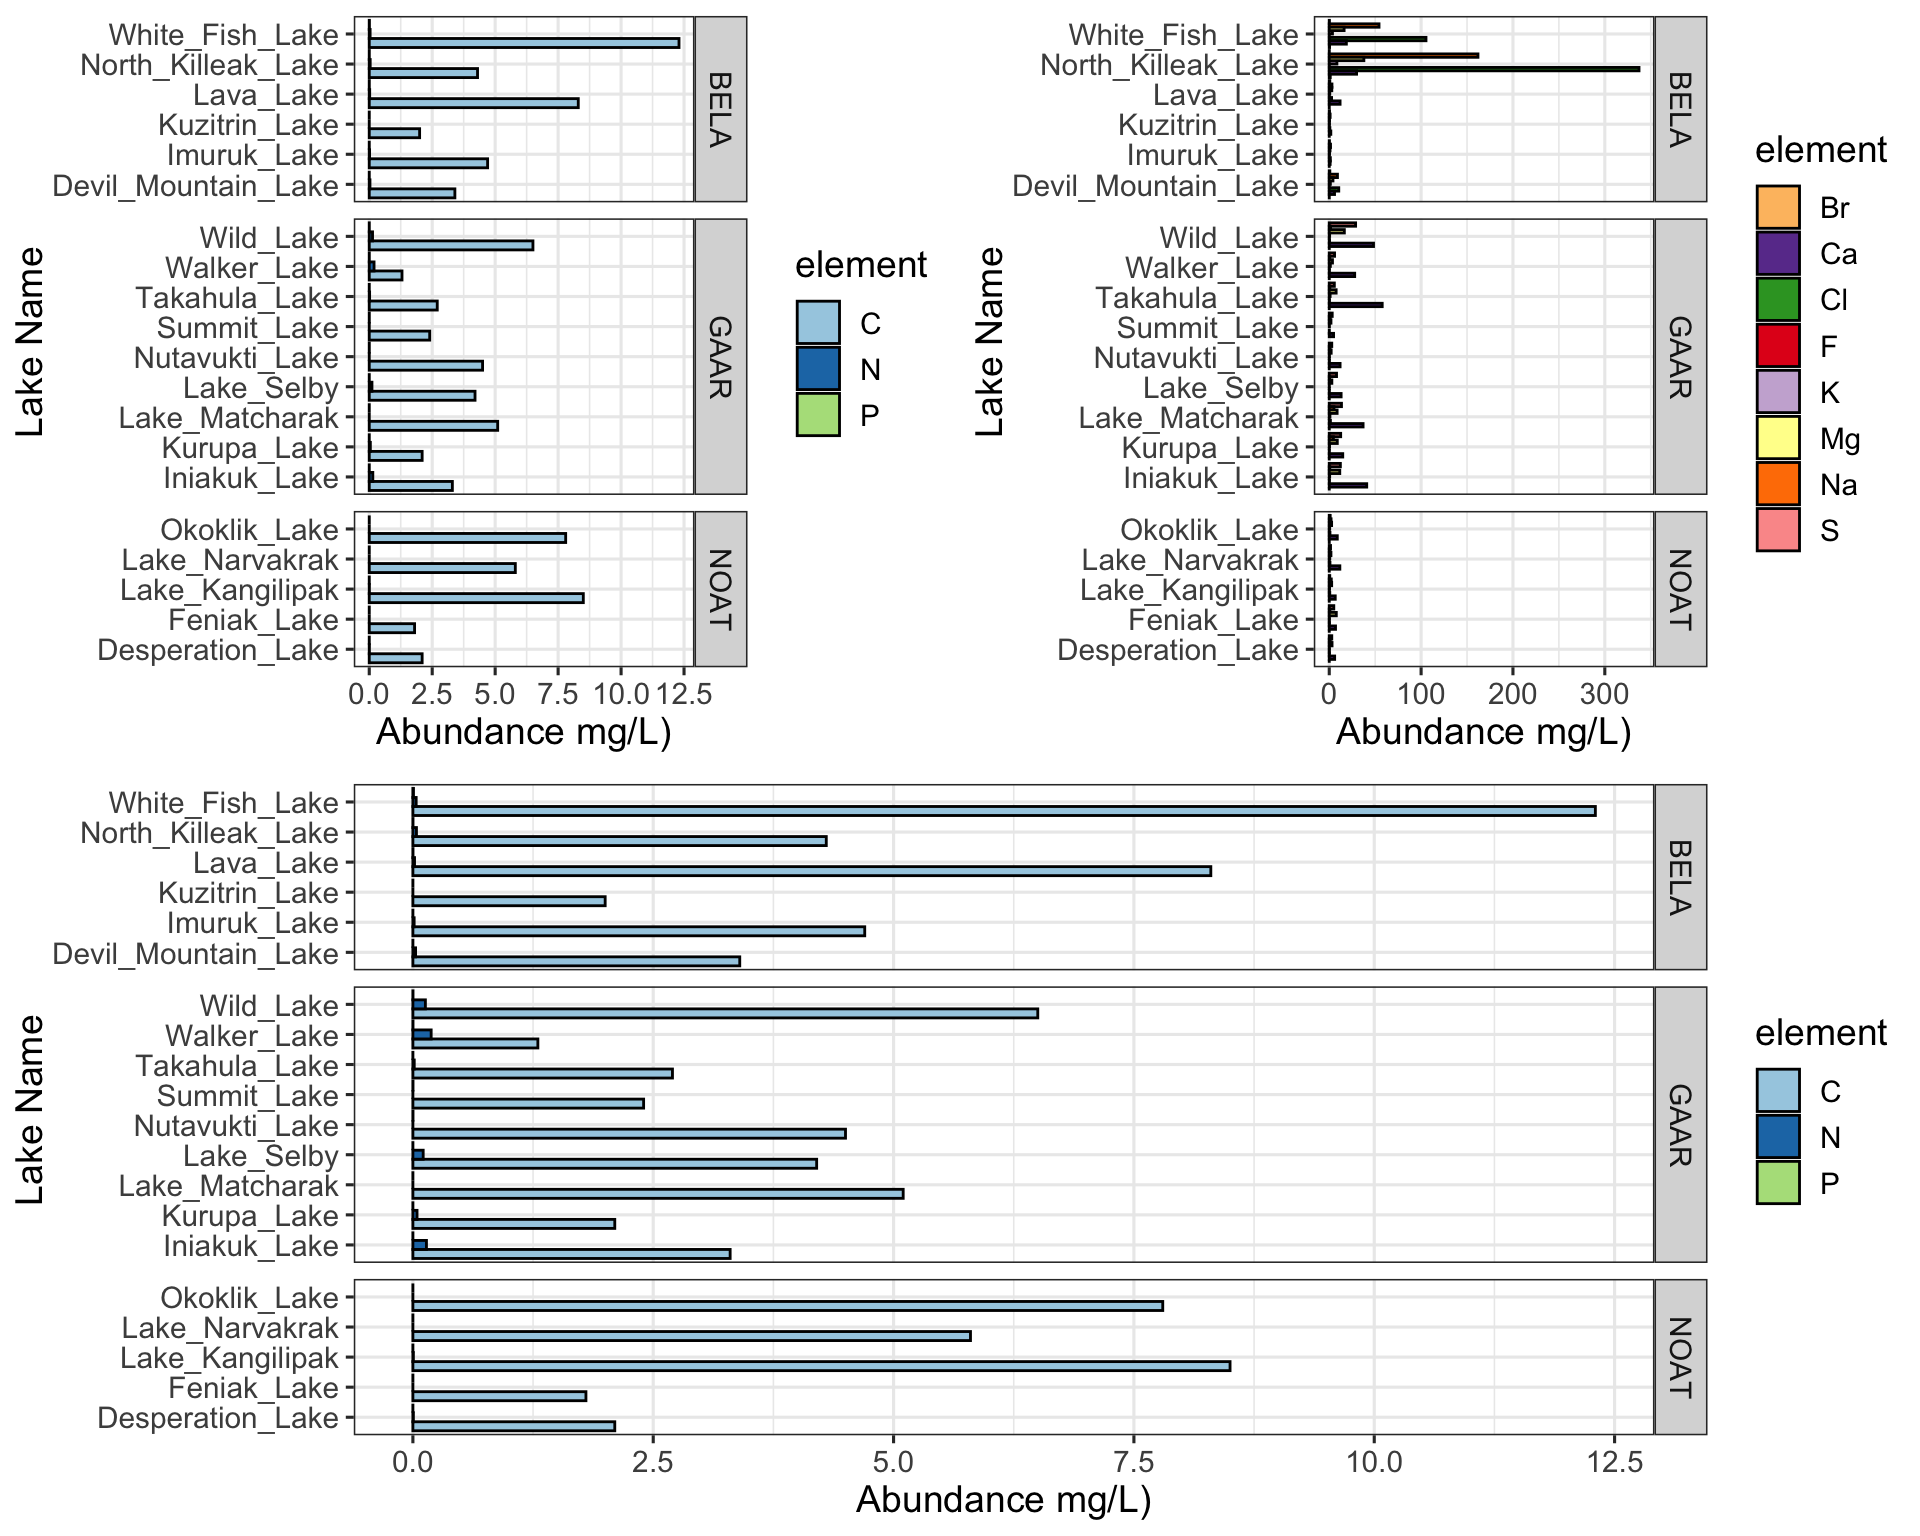 White_Fish_Lake
North_Killeak_Lake
Lava_Lake
Kuzitrin_Lake
Imuruk_Lake
Devil_Mountain_Lake
BELA
Wild_Lake
Walker_Lake
Takahula_Lake
Summit_Lake
Nutavukti_Lake
Lake_Selby
Lake_Matcharak
Kurupa_Lake
Iniakuk_Lake
GAAR
Okoklik_Lake
Lake_Narvakrak
Lake_Kangilipak
Feniak_Lake
Desperation_Lake
NOAT
Lake Name
0.0 2.5 5.0 7.5 10.0 12.5
Abundance mg/L)
element
C
N
P
White_Fish_Lake
North_Killeak_Lake
Lava_Lake
Kuzitrin_Lake
Imuruk_Lake
Devil_Mountain_Lake
BELA
Wild_Lake
Walker_Lake
Takahula_Lake
Summit_Lake
Nutavukti_Lake
Lake_Selby
Lake_Matcharak
Kurupa_Lake
Iniakuk_Lake
GAAR
Okoklik_Lake
Lake_Narvakrak
Lake_Kangilipak
Feniak_Lake
Desperation_Lake
NOAT
Lake Name
0 100 200 300
Abundance mg/L)
element
Br
Ca
Cl
F
K
Mg
Na
S
White_Fish_Lake
North_Killeak_Lake
Lava_Lake
Kuzitrin_Lake
Imuruk_Lake
Devil_Mountain_Lake
BELA
Wild_Lake
Walker_Lake
Takahula_Lake
Summit_Lake
Nutavukti_Lake
Lake_Selby
Lake_Matcharak
Kurupa_Lake
Iniakuk_Lake
GAAR
Okoklik_Lake
Lake_Narvakrak
Lake_Kangilipak
Feniak_Lake
Desperation_Lake
NOAT
Lake Name
0.0 2.5 5.0 7.5 10.0 12.5
Abundance mg/L)
element
C
N
P